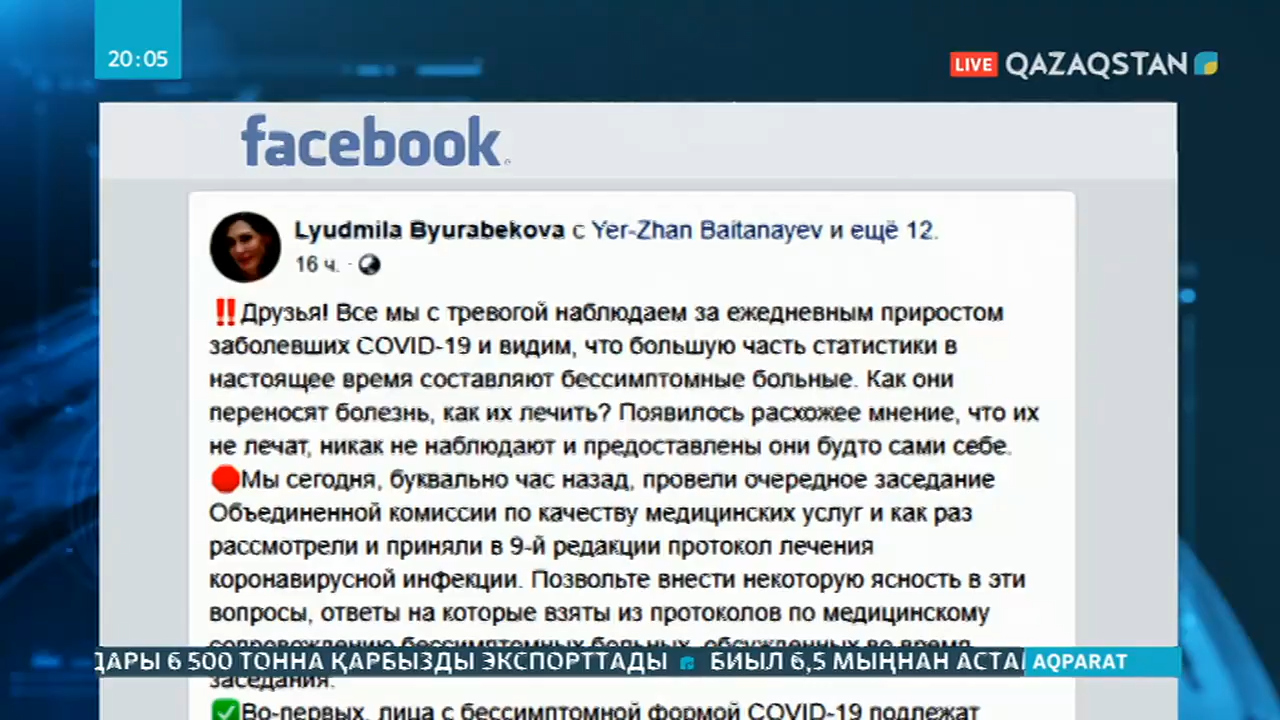 20:05
LIVE QAZAQSTAN
facebook
Lyudmila Byurabekova с Yer-Zhan Baitanayev и ещё 12.
16 ч. ·
‼Друзья! Все мы с тревогой наблюдаем за ежедневным приростом
заболевших COVID-19 и видим, что большую часть статистики в
настоящее время составляют бессимптомные больные. Как они
переносят болезнь, как их лечить? Появилось расхожее мнение, что их
не лечат, никак не наблюдают и предоставлены они будто сами себе.
🔴Мы сегодня, буквально час назад, провели очередное заседание
Объединенной комиссии по качеству медицинских услуг и как раз
рассмотрели и приняли в 9-й редакции протокол лечения
коронавирусной инфекции. Позвольте внести некоторую ясность в эти
вопросы, ответы на которые взяты из протоколов по медицинскому
сопровождению бессимптомных больных, обсужденных во время
заседания.
ДАРЫ 6 500 ТОННА ҚАРБЫЗДЫ ЭКСПОРТТАДЫ БИЫЛ 6,5 МЫҢНАН АСТА AQPARAT
✅Во-первых, лица с бессимптомной формой COVID-19 подлежат